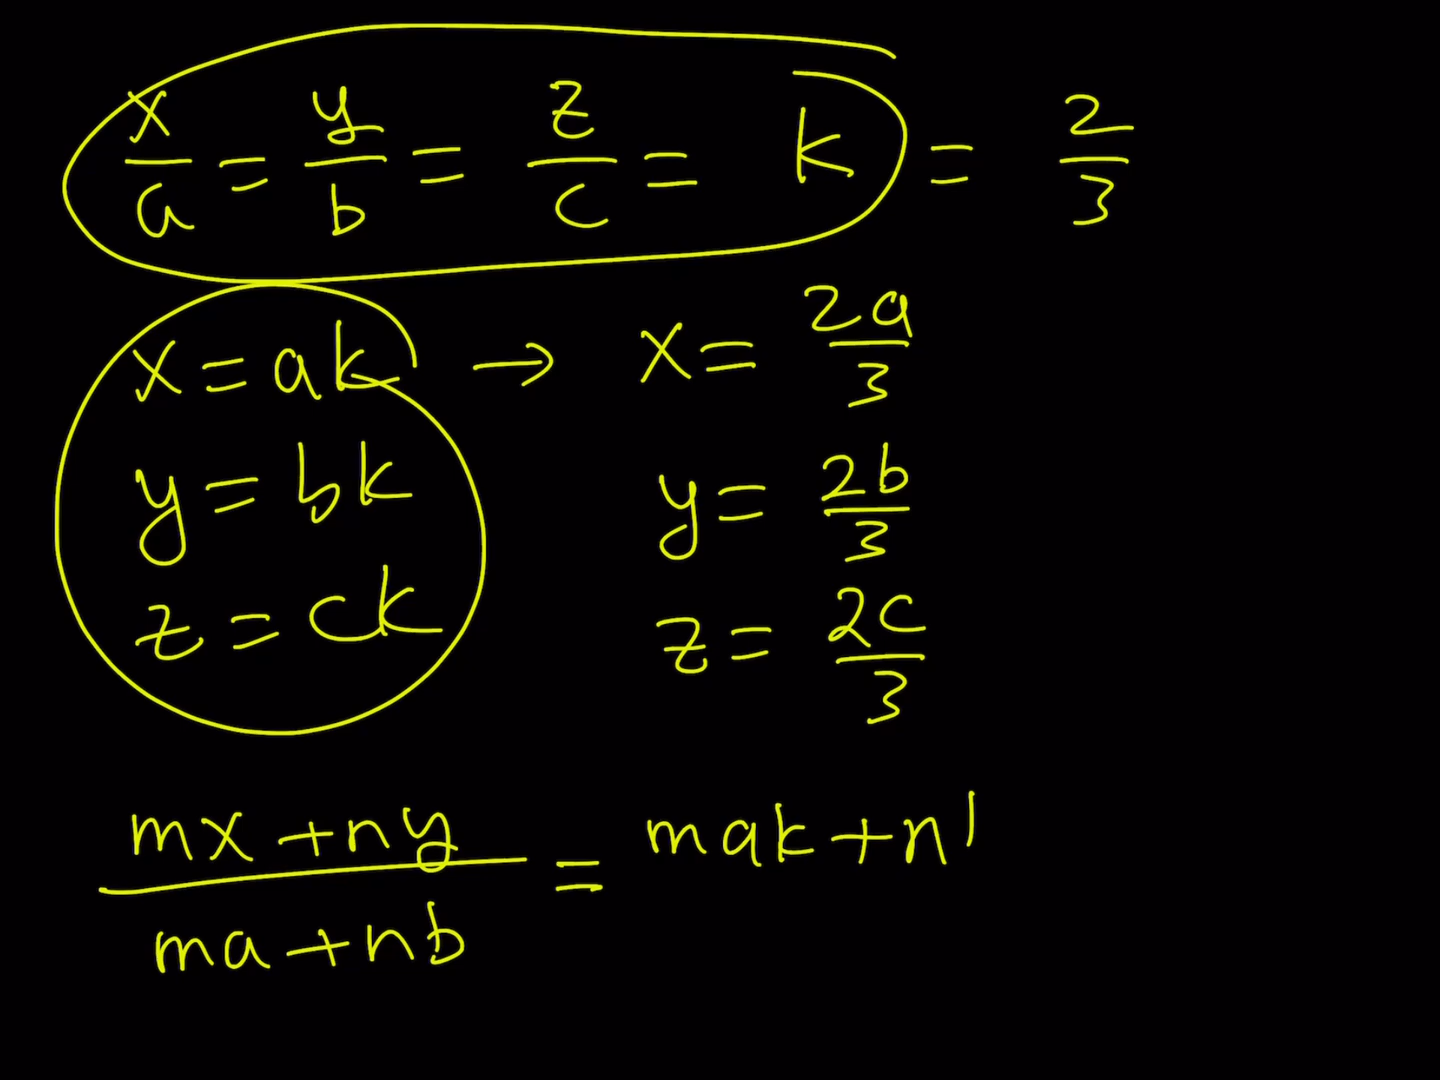 x/a = y/b = z/c = k = 2/3
x = ak → x = 2a/3
y = bk y = 2b/3
z = ck z = 2c/3
(mx + ny)/(ma + nb) = mak + n